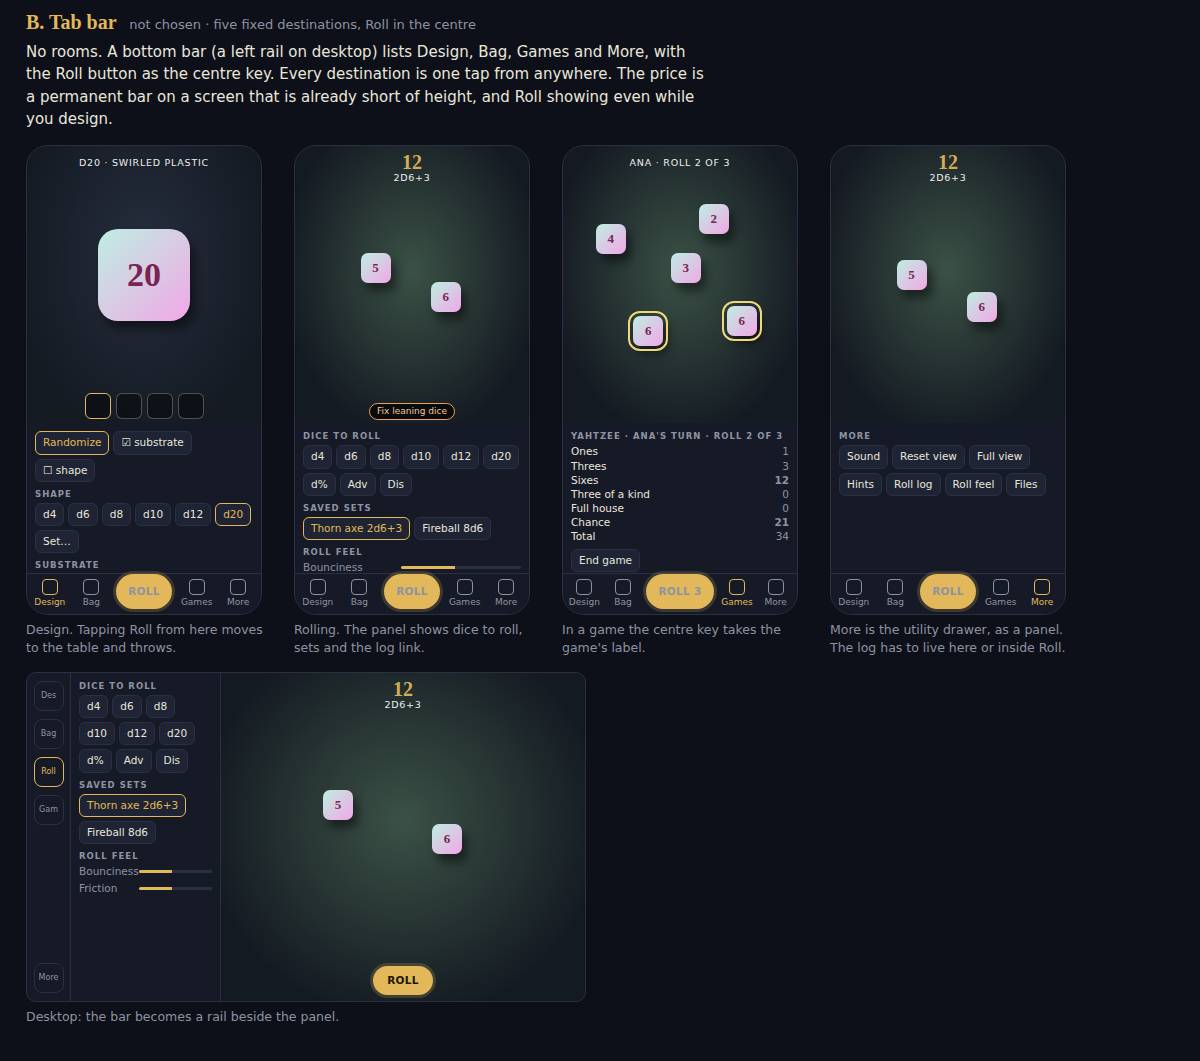 B. Tab bar not chosen · five fixed destinations, Roll in the centre
No rooms. A bottom bar (a left rail on desktop) lists Design, Bag, Games and More, with
the Roll button as the centre key. Every destination is one tap from anywhere. The price is
a permanent bar on a screen that is already short of height, and Roll showing even while
you design.
D20 · SWIRLED PLASTIC
20
Randomize ☑ substrate
☐ shape
SHAPE
d4 d6 d8 d10 d12 d20
Set...
SUBSTRATE
Design Bag ROLL Games More
Design. Tapping Roll from here moves
to the table and throws.
12
2D6+3
5
6
Fix leaning dice
DICE TO ROLL
d4 d6 d8 d10 d12 d20
d% Adv Dis
SAVED SETS
Thorn axe 2d6+3 Fireball 8d6
ROLL FEEL
Bounciness
Design Bag ROLL Games More
Rolling. The panel shows dice to roll,
sets and the log link.
ANA · ROLL 2 OF 3
2
4
3
6
6
YAHTZEE · ANA'S TURN · ROLL 2 OF 3
Ones 1
Threes 3
Sixes 12
Three of a kind 0
Full house 0
Chance 21
Total 34
End game
Design Bag ROLL 3 Games More
In a game the centre key takes the
game's label.
12
2D6+3
5
6
MORE
Sound Reset view Full view
Hints Roll log Roll feel Files
Design Bag ROLL Games More
More is the utility drawer, as a panel.
The log has to live here or inside Roll.
Des
Bag
Roll
Gam
More
DICE TO ROLL
d4 d6 d8
d10 d12 d20
d% Adv Dis
SAVED SETS
Thorn axe 2d6+3
Fireball 8d6
ROLL FEEL
Bounciness
Friction
12
2D6+3
5
6
ROLL
Desktop: the bar becomes a rail beside the panel.